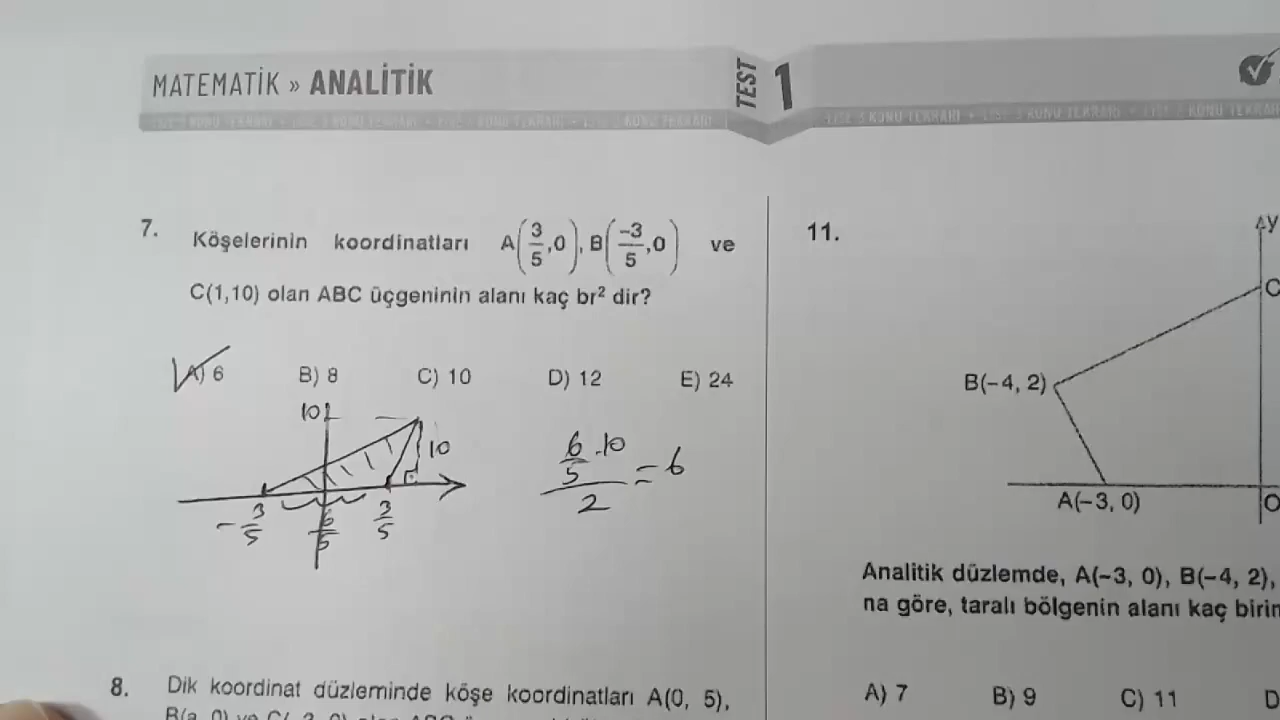 MATEMATİK » ANALİTİK
TEST 1
7. Köşelerinin koordinatları A(3/5,0), B(-3/5,0) ve
C(1,10) olan ABC üçgeninin alanı kaç br² dir?
A) 6 B) 8 C) 10 D) 12 E) 24
10
10
-3/5 6/5 3/5
6/5 . 10 / 2 = 6
8. Dik koordinat düzleminde köşe koordinatları A(0, 5),
11.
y
C
B(−4, 2)
A(−3, 0)
O
Analitik düzlemde, A(−3, 0), B(−4, 2),
na göre, taralı bölgenin alanı kaç
A) 7 B) 9 C) 11 D